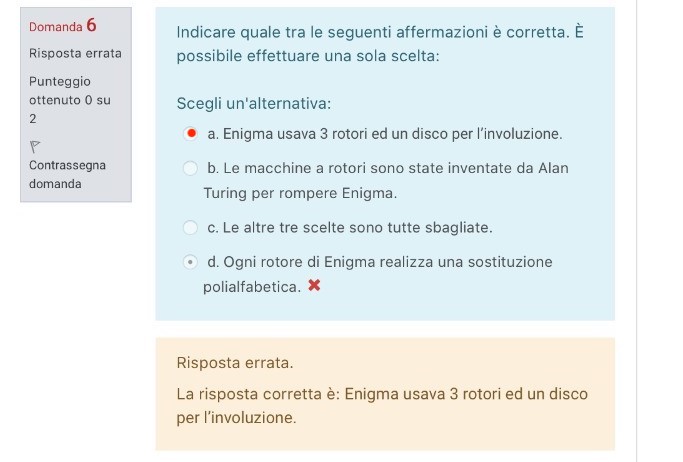 Domanda 6
Risposta errata
Punteggio
ottenuto 0 su
2
Contrassegna
domanda
Indicare quale tra le seguenti affermazioni è corretta. È
possibile effettuare una sola scelta:
Scegli un'alternativa:
a. Enigma usava 3 rotori ed un disco per l’involuzione.
b. Le macchine a rotori sono state inventate da Alan
Turing per rompere Enigma.
c. Le altre tre scelte sono tutte sbagliate.
d. Ogni rotore di Enigma realizza una sostituzione
polialfabetica.
Risposta errata.
La risposta corretta è: Enigma usava 3 rotori ed un disco
per l’involuzione.